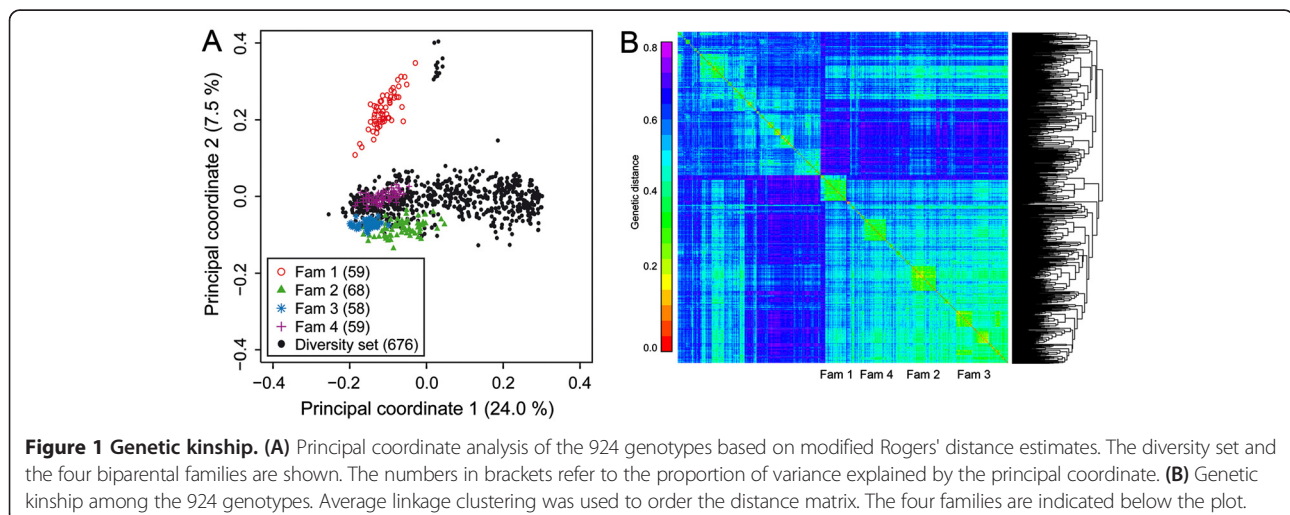 A
Principal coordinate 2 (7.5 %)
0.4
0.2
0.0
−0.2
−0.4
Fam 1 (59)
Fam 2 (68)
Fam 3 (58)
Fam 4 (59)
Diversity set (676)
−0.4 −0.2 0.0 0.2 0.4
Principal coordinate 1 (24.0 %)
B
Genetic distance
0.8
0.6
0.4
0.2
0.0
Fam 1 Fam 4 Fam 2 Fam 3
Figure 1 Genetic kinship. (A) Principal coordinate analysis of the 924 genotypes based on modified Rogers' distance estimates. The diversity set and
the four biparental families are shown. The numbers in brackets refer to the proportion of variance explained by the principal coordinate. (B) Genetic
kinship among the 924 genotypes. Average linkage clustering was used to order the distance matrix. The four families are indicated below the plot.